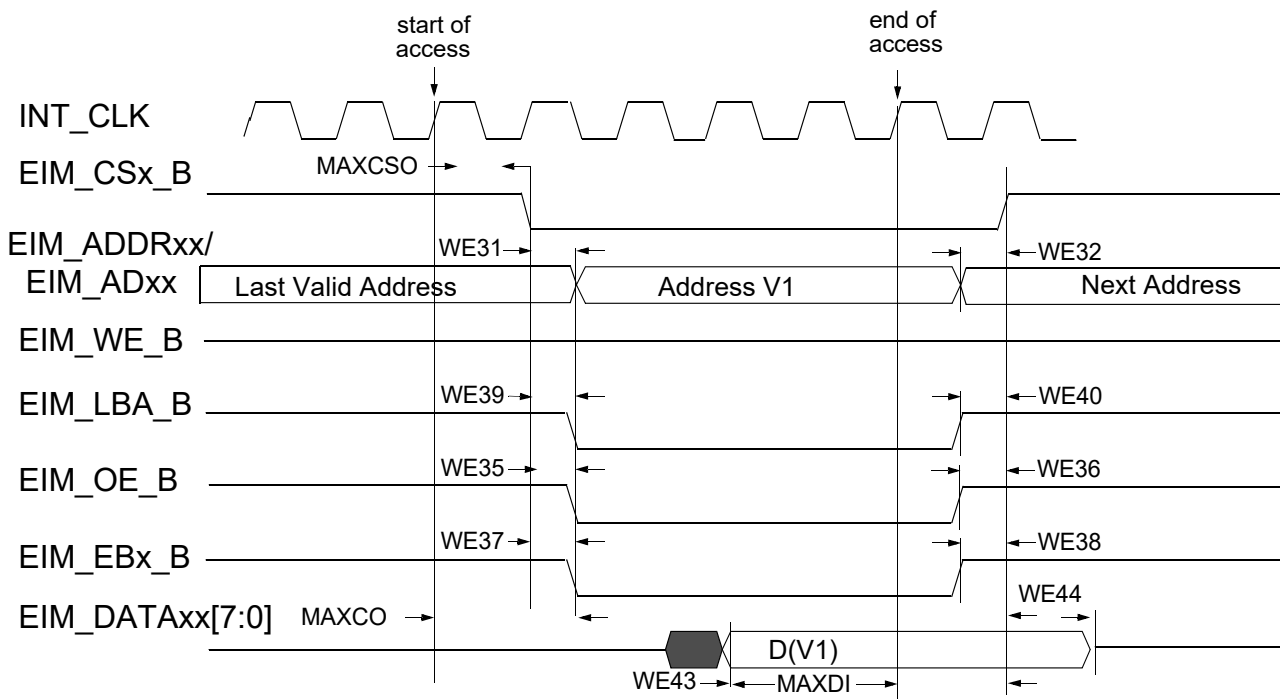 start of
access
end of
access
INT_CLK
MAXCSO
EIM_CSx_B
EIM_ADDRxx/
EIM_ADxx
WE31
WE32
Last Valid Address
Address V1
Next Address
EIM_WE_B
WE39
WE40
EIM_LBA_B
WE35
WE36
EIM_OE_B
WE37
WE38
EIM_EBx_B
WE44
EIM_DATAxx[7:0]
MAXCO
D(V1)
WE43
MAXDI